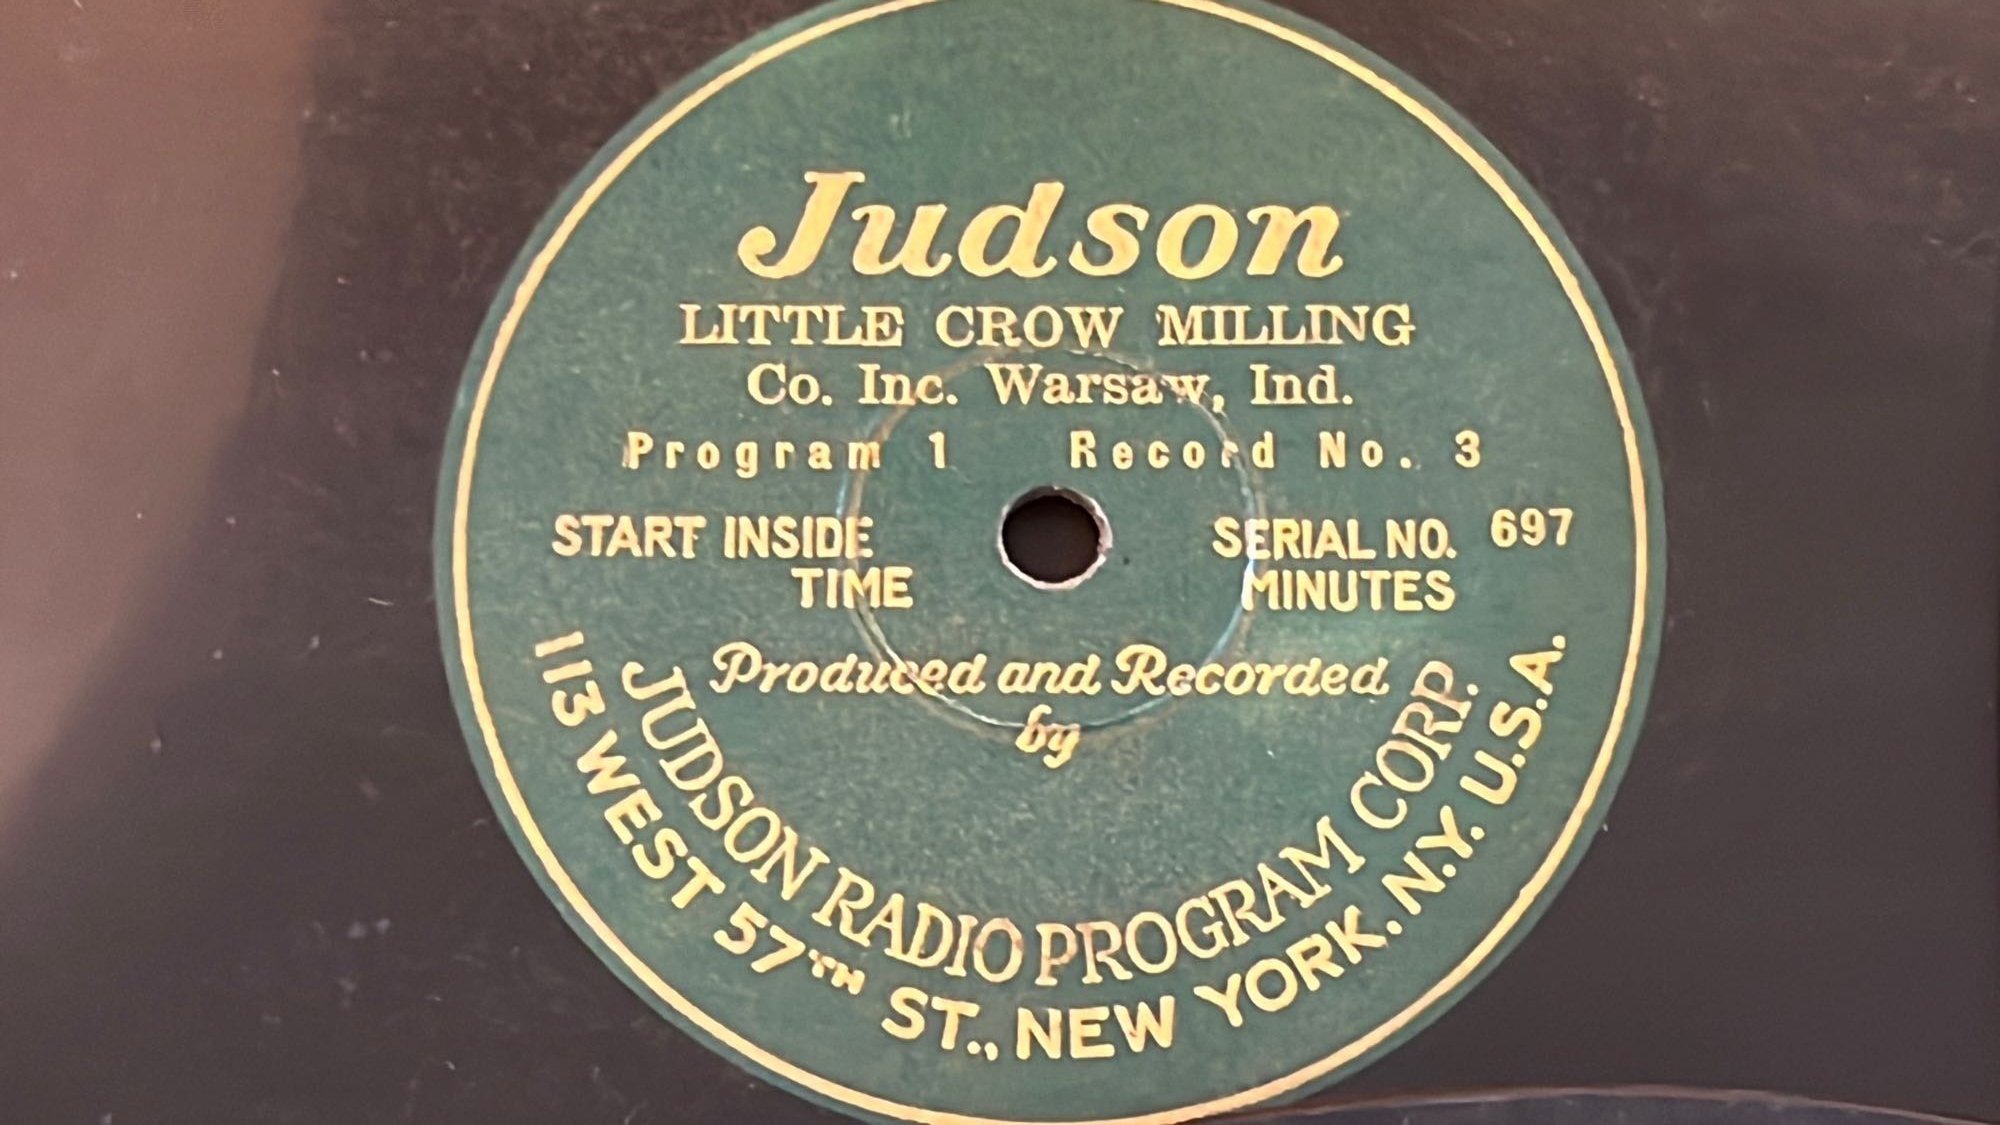 Judson
LITTLE CROW MILLING
Co. Inc. Warsaw, Ind.
Program 1 Record No. 3
START INSIDE SERIAL NO. 697
TIME MINUTES
Produced and Recorded
by
JUDSON RADIO PROGRAM CORP.
113 WEST 57TH ST., NEW YORK. N.Y. U.S.A.